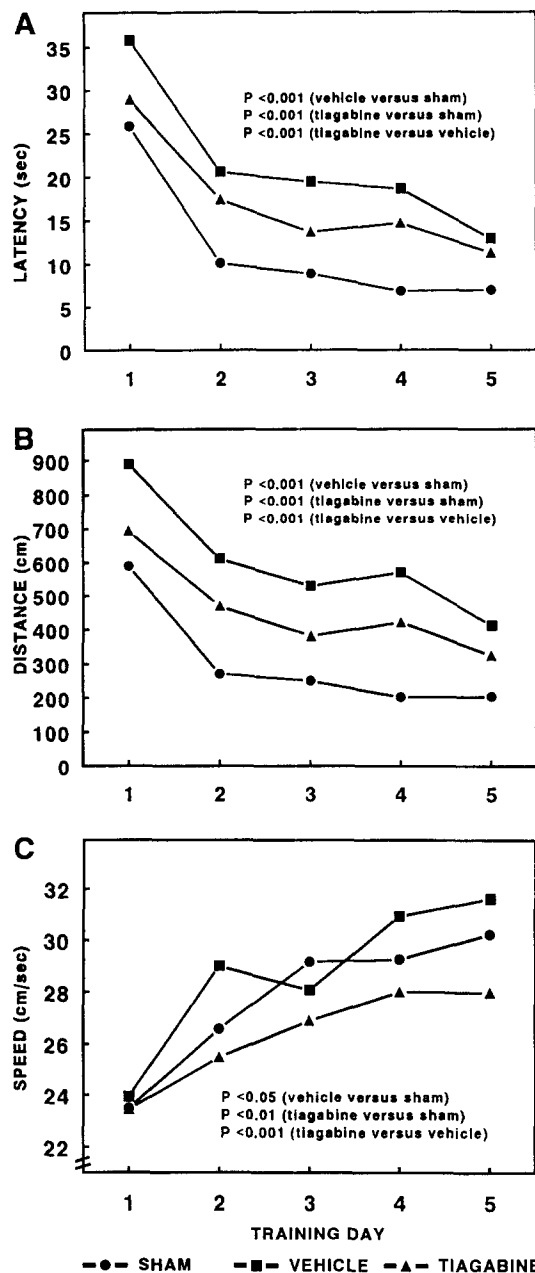 A
LATENCY (sec)
35
30
25
20
15
10
5
0
P <0.001 (vehicle versus sham)
P <0.001 (tiagabine versus sham)
P <0.001 (tiagabine versus vehicle)
1 2 3 4 5
B
DISTANCE (cm)
900
800
700
600
500
400
300
200
100
0
P <0.001 (vehicle versus sham)
P <0.001 (tiagabine versus sham)
P <0.001 (tiagabine versus vehicle)
1 2 3 4 5
C
SPEED (cm/sec)
32
30
28
26
24
22
P <0.05 (vehicle versus sham)
P <0.01 (tiagabine versus sham)
P <0.001 (tiagabine versus vehicle)
1 2 3 4 5
TRAINING DAY
SHAM VEHICLE TIAGABINE